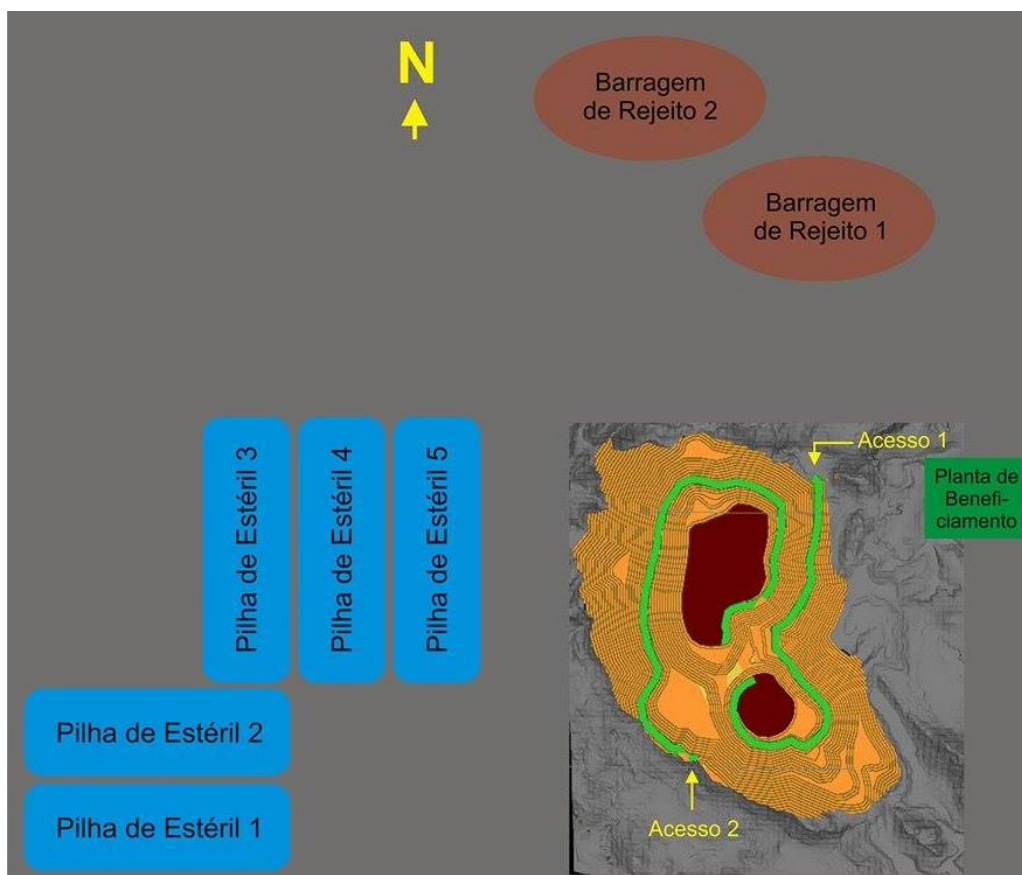 N
Barragem
de Rejeito 2
Barragem
de Rejeito 1
Pilha de Estéril 3
Pilha de Estéril 4
Pilha de Estéril 5
Acesso 1
Planta de
Benefi-
ciamento
Pilha de Estéril 2
Pilha de Estéril 1
Acesso 2